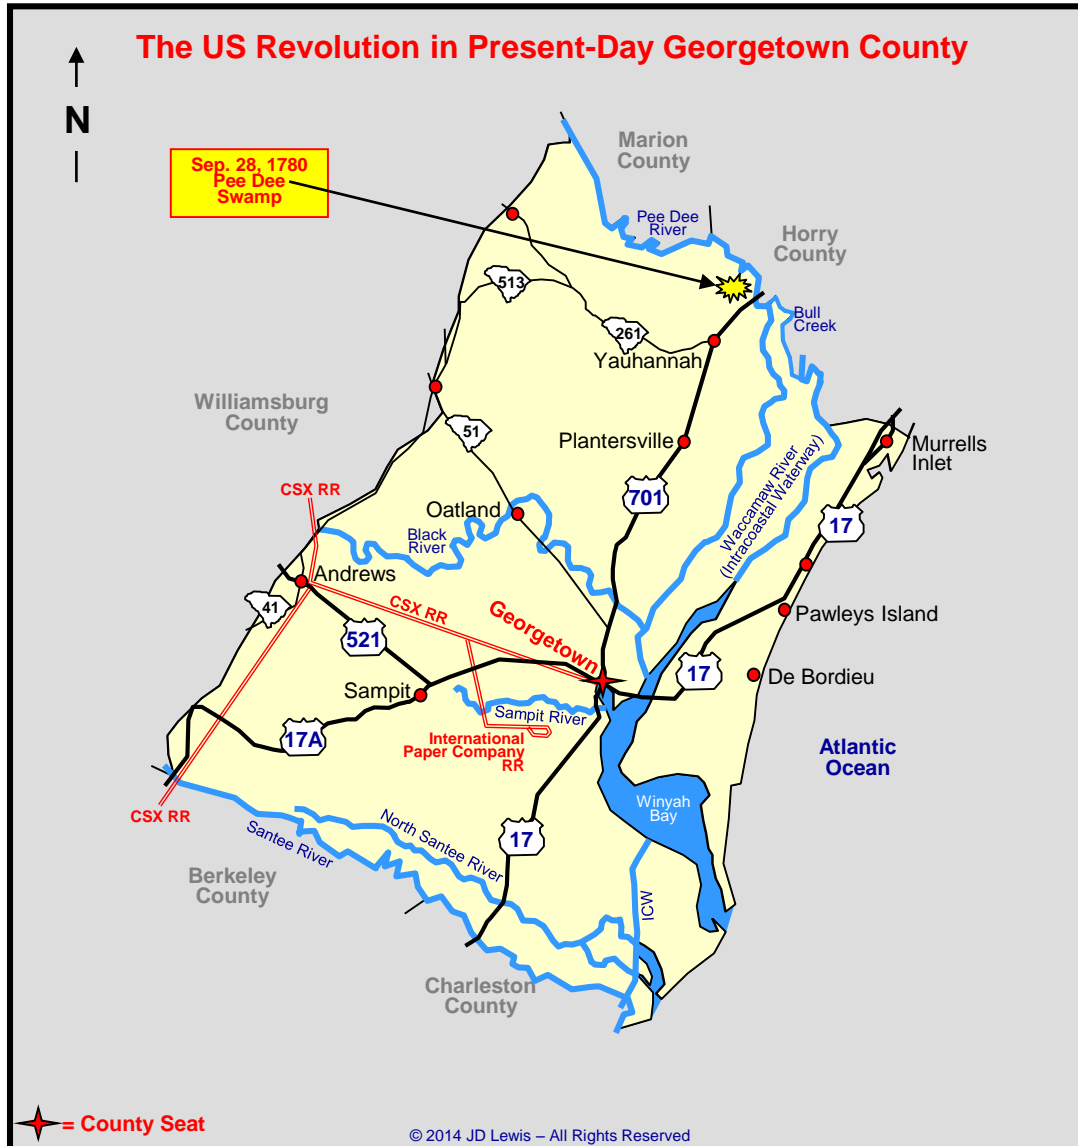 The US Revolution in Present-Day Georgetown County
N
Marion
County
Sep. 28, 1780
Pee Dee
Swamp
Pee Dee
River
Horry
County
513
Bull
Creek
261
Yauhannah
Williamsburg
County
51
Plantersville
Murrells
Inlet
CSX RR
701
Waccamaw River
(Intracoastal Waterway)
Oatland
17
Black
River
Andrews
41
CSX RR
Georgetown
Pawleys Island
521
17
De Bordieu
Sampit
Sampit River
17A
International
Paper Company
RR
Atlantic
Ocean
CSX RR
Winyah
Bay
North Santee River
Santee River
17
Berkeley
County
ICW
Charleston
County
= County Seat
© 2014 JD Lewis – All Rights Reserved